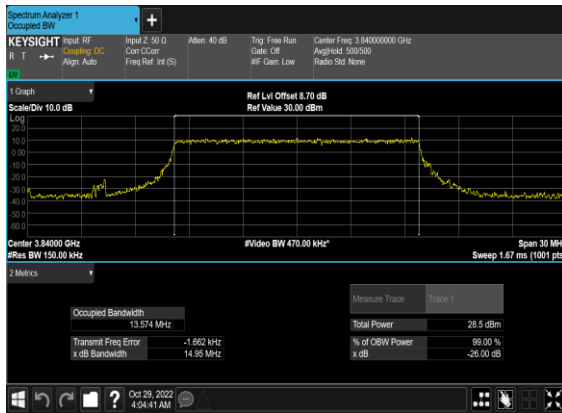 Spectrum Analyzer 1
Occupied BW
+
KEYSIGHT
R T
LXI
Input: RF
Coupling: DC
Align: Auto
Input Z: 50 Ω
Corr CCorr
Freq Ref: Int (S)
Atten: 40 dB
Trig: Free Run
Gate: Off
#IF Gain: Low
Center Freq: 3.840000000 GHz
Avg|Hold: 500/500
Radio Std: None
1 Graph
Scale/Div 10.0 dB
Ref Lvl Offset 8.70 dB
Ref Value 30.00 dBm
Log
20.0
10.0
0.00
-10.0
-20.0
-30.0
-40.0
-50.0
-60.0
Center 3.84000 GHz
#Res BW 150.00 kHz
#Video BW 470.00 kHz*
Span 30 MH
Sweep 1.67 ms (1001 pts
2 Metrics
Measure Trace Trace 1
Occupied Bandwidth
13.574 MHz
Total Power 28.5 dBm
Transmit Freq Error -1.662 kHz
x dB Bandwidth 14.95 MHz
% of OBW Power 99.00 %
x dB -26.00 dB
?
Oct 29, 2022
4:04:41 AM